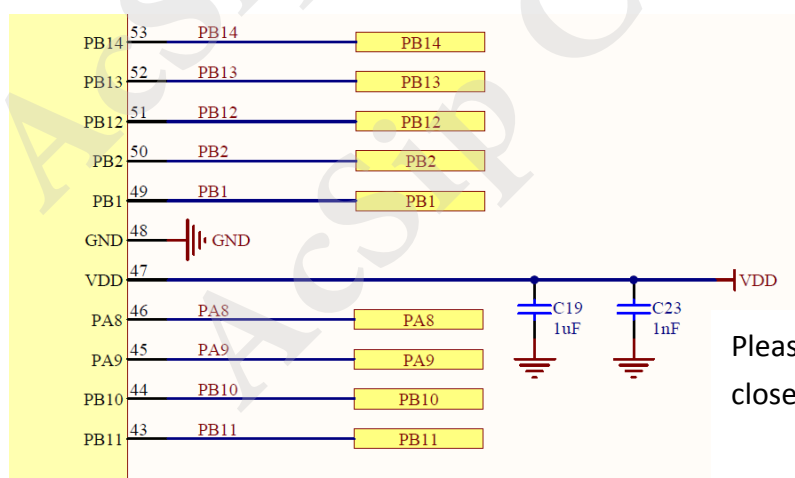 PB14 53 PB14 PB14
PB13 52 PB13 PB13
PB12 51 PB12 PB12
PB2 50 PB2 PB2
PB1 49 PB1 PB1
GND 48 GND
VDD 47 VDD
PA8 46 PA8 PA8
C19 C23
1uF 1nF
PA9 45 PA9 PA9
PB10 44 PB10 PB10
PB11 43 PB11 PB11
Pleas
close
AcSip C
AcSip